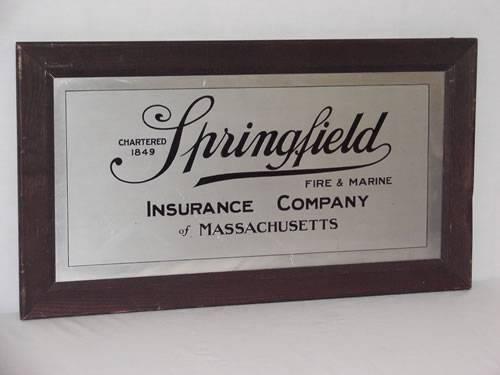 CHARTERED
1849
Springfield
FIRE & MARINE
INSURANCE COMPANY
of MASSACHUSETTS